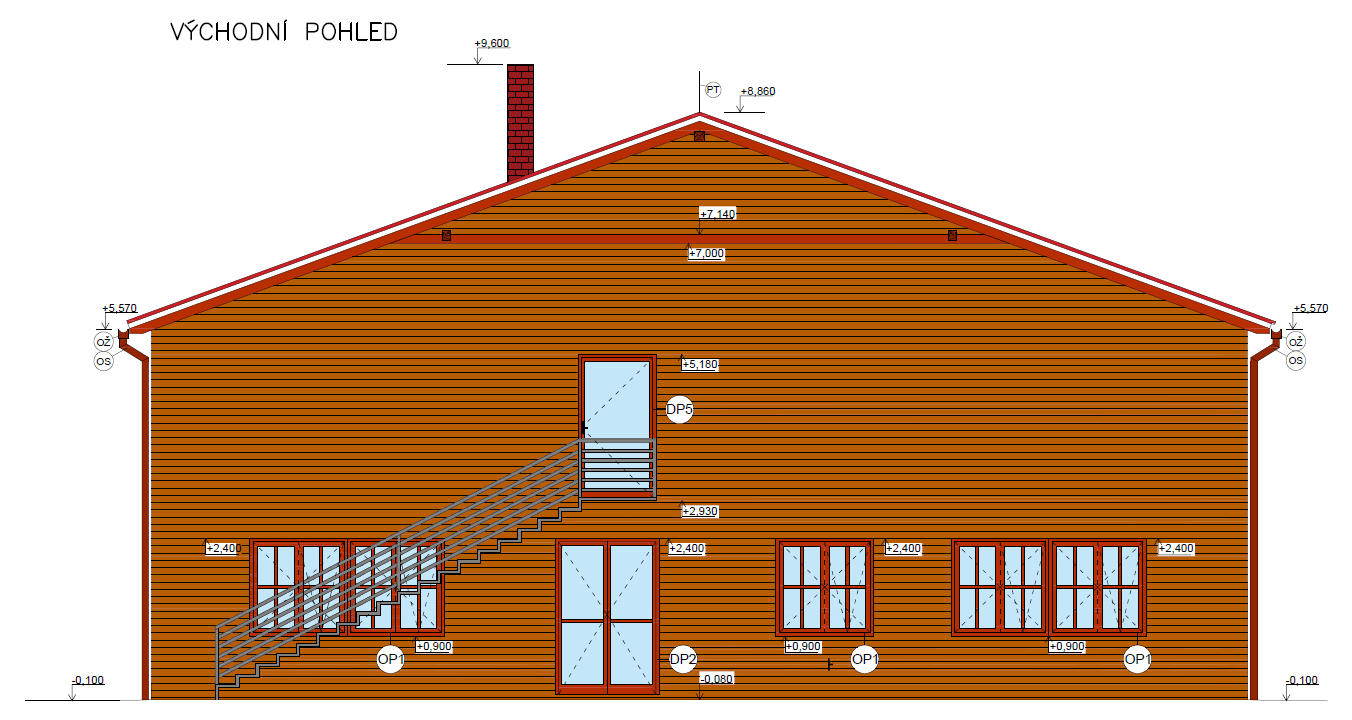 VÝCHODNÍ POHLED
+9,600
PT
+8,860
+7,140
+7,000
+5,570
+5,570
OŽ
OŽ
OS
OS
+5,180
DP5
+2,930
+2,400
+2,400
+2,400
+2,400
+0,900
+0,900
+0,900
OP1
DP2
OP1
OP1
-0,100
-0,080
-0,100